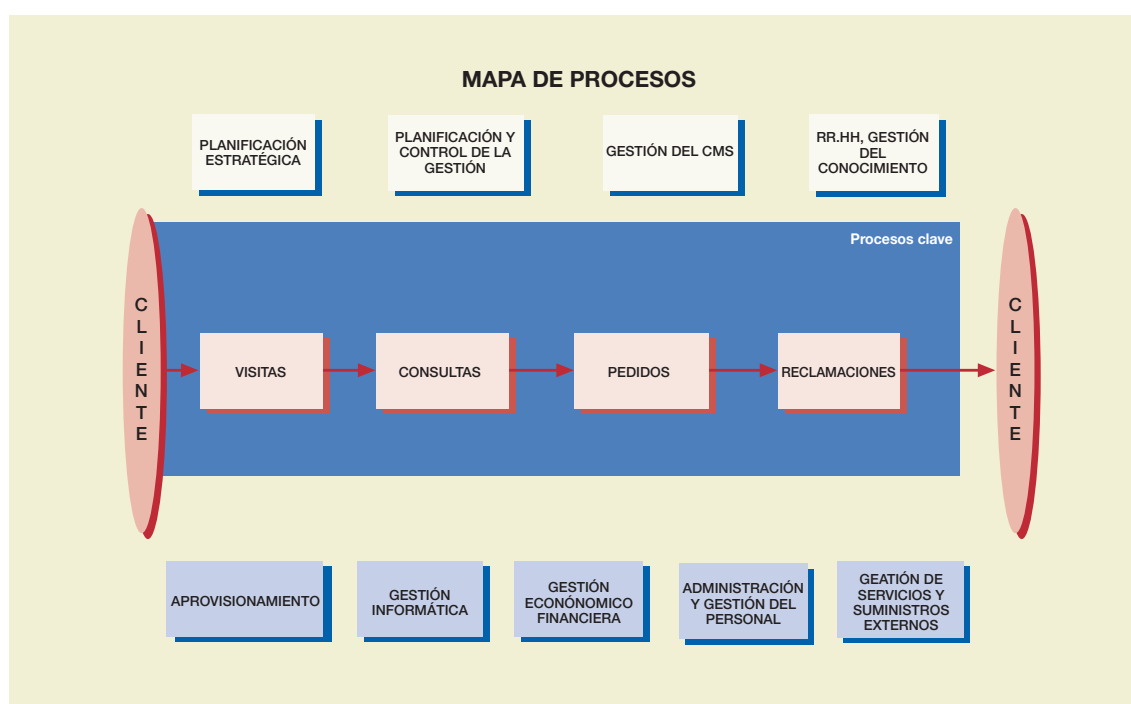 MAPA DE PROCESOS
PLANIFICACIÓN
ESTRATÉGICA
PLANIFICACIÓN Y
CONTROL DE LA
GESTIÓN
GESTIÓN DEL CMS
RR.HH, GESTIÓN
DEL
CONOCIMIENTO
Procesos clave
CLIENTE
VISITAS
CONSULTAS
PEDIDOS
RECLAMACIONES
CLIENTE
APROVISIONAMIENTO
GESTIÓN
INFORMÁTICA
GESTIÓN
ECONÓNOMICO
FINANCIERA
ADMINISTRACIÓN
Y GESTIÓN DEL
PERSONAL
GEATIÓN DE
SERVICIOS Y
SUMINISTROS
EXTERNOS